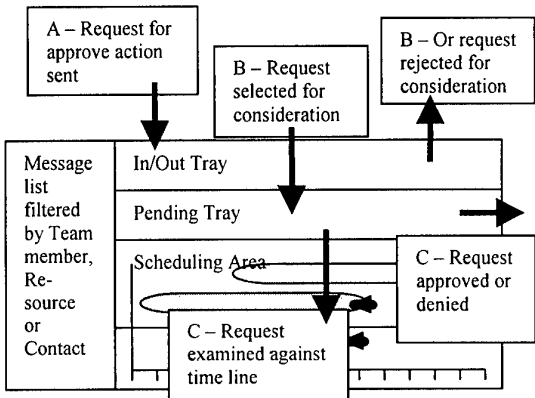 A – Request for
approve action
sent
B – Request
selected for
consideration
B – Or request
rejected for
consideration
Message
list
filtered
by Team
member,
Re-
source
or
Contact
In/Out Tray
Pending Tray
Scheduling Area
C – Request
approved or
denied
C – Request
examined against
time line